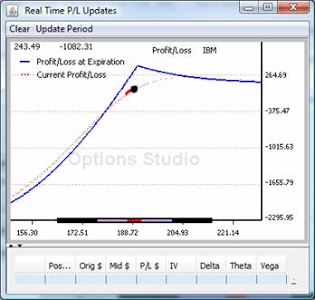 Real Time P/L Updates
Clear Update Period
243.49 -1082.31 Profit/Loss IBM
Profit/Loss at Expiration
Current Profit/Loss
264.69
-375.47
-1015.63
-1655.79
-2295.95
Options Studio
156.30 172.51 188.72 204.93 221.14
Pos... Orig $ Mid $ P/L $ IV Delta Theta Vega